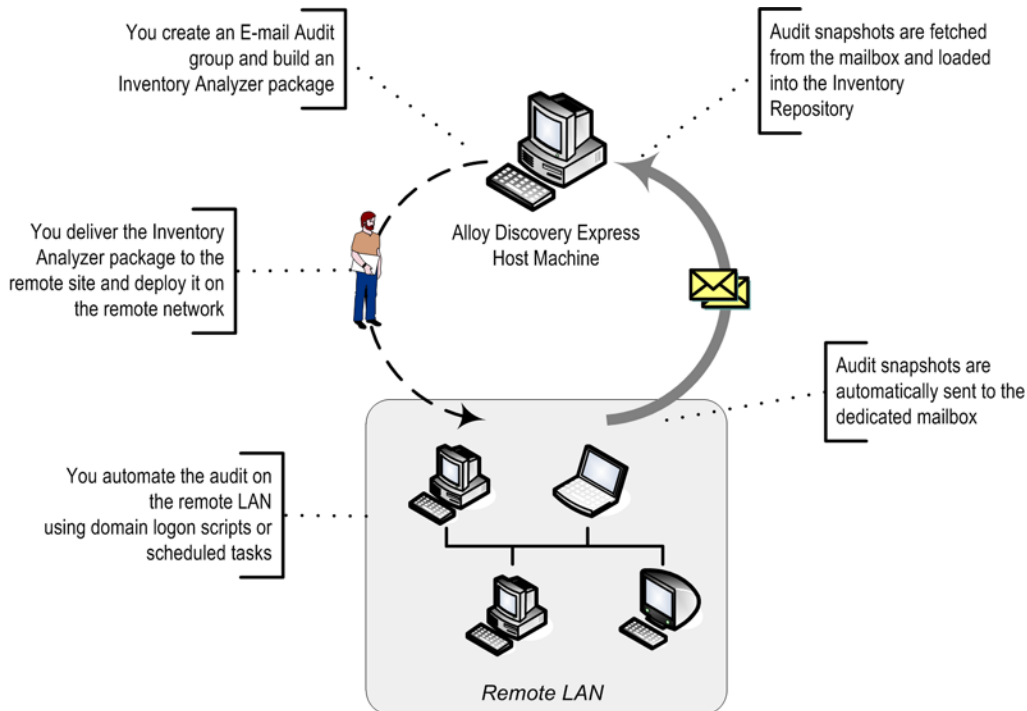 You create an E-mail Audit
group and build an
Inventory Analyzer package
Audit snapshots are fetched
from the mailbox and loaded
into the Inventory
Repository
You deliver the Inventory
Analyzer package to the
remote site and deploy it on
the remote network
Alloy Discovery Express
Host Machine
Audit snapshots are
automatically sent to the
dedicated mailbox
You automate the audit on
the remote LAN
using domain logon scripts or
scheduled tasks
Remote LAN